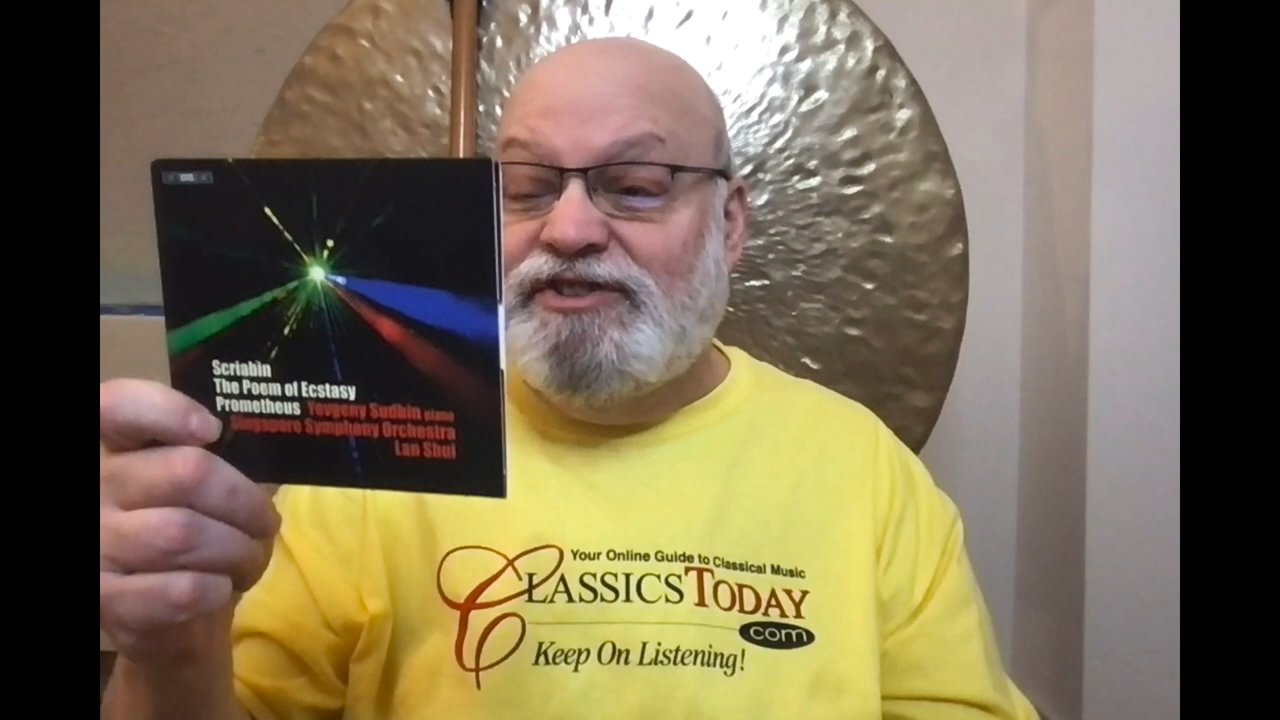 Scriabin
The Poem of Ecstasy
Prometheus Yevgeny Sudbin piano
Singapore Symphony Orchestra
Lan Shui
Your Online Guide to Classical Music
CLASSICSTODAY
com
Keep On Listening!